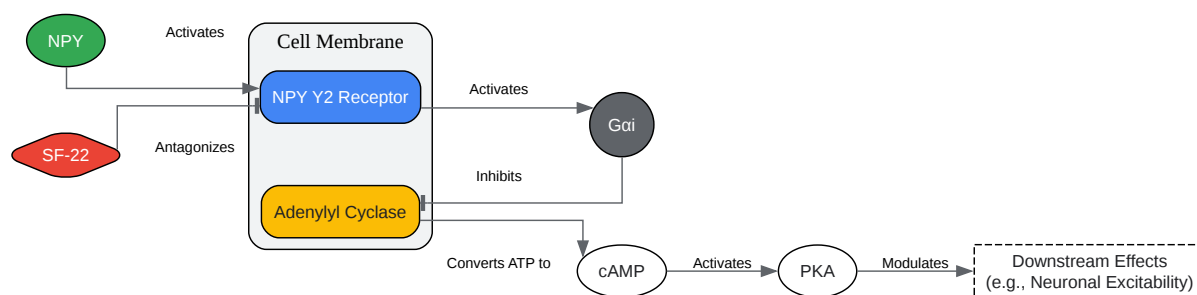 NPY
Activates
Cell Membrane
NPY Y2 Receptor
Activates
Gαi
SF-22
Antagonizes
Inhibits
Adenylyl Cyclase
Converts ATP to
cAMP
Activates
PKA
Modulates
Downstream Effects
(e.g., Neuronal Excitability)